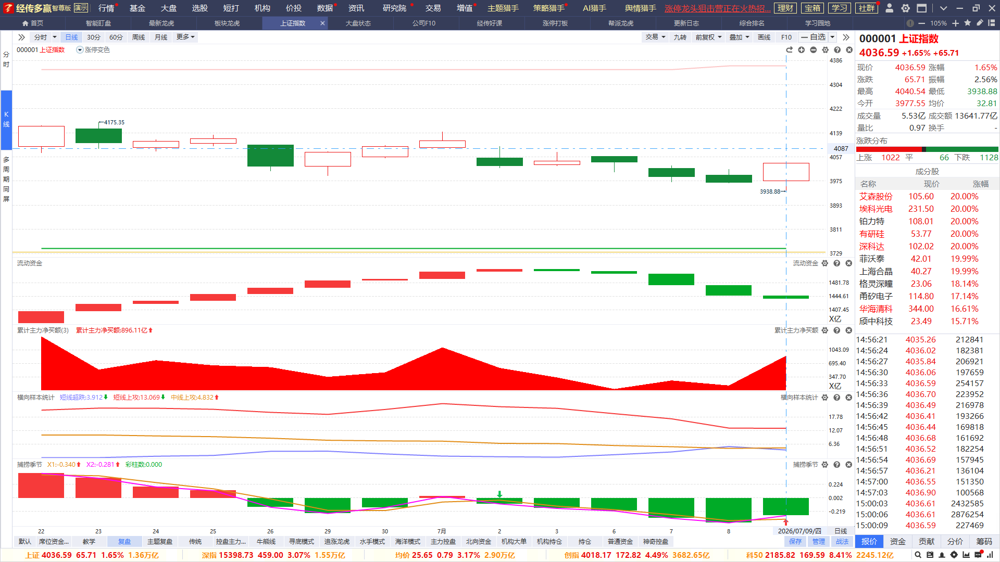 经传多赢 智尊版 演示 行情 基金 大盘 选股 短打 机构 价投 数据 资讯 研究院 交易 增值 主题猎手 策略猎手 AI猎手 舆情猎手 涨停龙头狙击营正在火热招... 理财 宝箱 学习 社群
首页 智能盯盘 最新龙虎 板块龙虎 上证指数 大盘状态 公司F10 经传好课 涨停打板 帮派龙虎 更新日志 综合排名 学习园地 105%
分时 日线 30分 60分 周线 月线 更多 交易 九转 前复权 叠加 画线 F10 自选
000001 上证指数 涨停变色
分时
K线
多周期同屏
4386
4304
4222
4139
4087
4057
3975
3893
3811
3729
4175.35
3938.88
流动资金 流动资金
1481.78
1444.61
1407.45
X亿
累计主力净买额(3) 累计主力净买额:896.11亿 累计主力净买额
1043.09
695.40
347.70
X亿
横向样本统计 短线超跌:3.912 短线上攻:13.069 中线上攻:4.832 横向样本统计
17.78
12.07
6.36
捕捞季节 X1:-0.340 X2:-0.281 彩柱数:0.000 捕捞季节
0.224
0.002
-0.219
22 23 24 25 26 29 30 7月 2 3 6 7 8 2026/07/09/四 日线
默认 席位资金... 教学 复盘 主题复盘 传统 控盘主力... 牛能线 寻底模式 追涨龙虎 水手模式 海洋模式 主力控盘 北向资金 机构大单 机构持仓 持仓 普通资金 神奇控盘 保存 管理 战法
000001 上证指数
4036.59 +1.65% +65.71
现价 4036.59 涨幅 1.65%
涨跌 65.71 振幅 2.56%
最高 4040.54 最低 3938.88
今开 3977.55 均价 32.81
成交量 5.53亿 成交额 13641.77亿
量比 0.97 换手 -
涨跌分布
上涨 1022 平 66 下跌 1128
成分股
名称 现价 涨幅
艾森股份 105.60 20.00%
埃科光电 231.50 20.00%
铂力特 108.01 20.00%
有研硅 53.77 20.00%
深科达 102.02 20.00%
菲沃泰 42.01 19.99%
上海合晶 40.27 19.99%
格灵深瞳 23.06 18.14%
甬矽电子 114.80 17.14%
华海清科 344.00 16.61%
颀中科技 23.49 15.71%
14:56:21 4035.26 212841
14:56:24 4036.02 182381
14:56:27 4035.84 206921
14:56:30 4036.06 197659
14:56:33 4036.59 254157
14:56:36 4036.70 223952
14:56:39 4036.49 216978
14:56:42 4036.41 193266
14:56:45 4036.44 169818
14:56:48 4036.68 161692
14:56:51 4036.52 182254
14:56:54 4036.69 157945
14:56:57 4036.21 136104
14:57:00 4036.55 151350
14:57:03 4036.90 100568
15:00:03 4036.61 2432585
15:00:06 4036.61 2876254
15:00:09 4036.59 227469
报价 资金 贡献 分价 筹码
上证 4036.59 65.71 1.65% 1.36万亿 深指 15398.73 459.00 3.07% 1.55万亿 均价 25.65 0.79 3.17% 2.90万亿 创指 4018.17 172.82 4.49% 3682.65亿 科50 2185.82 169.59 8.41% 2245.12亿